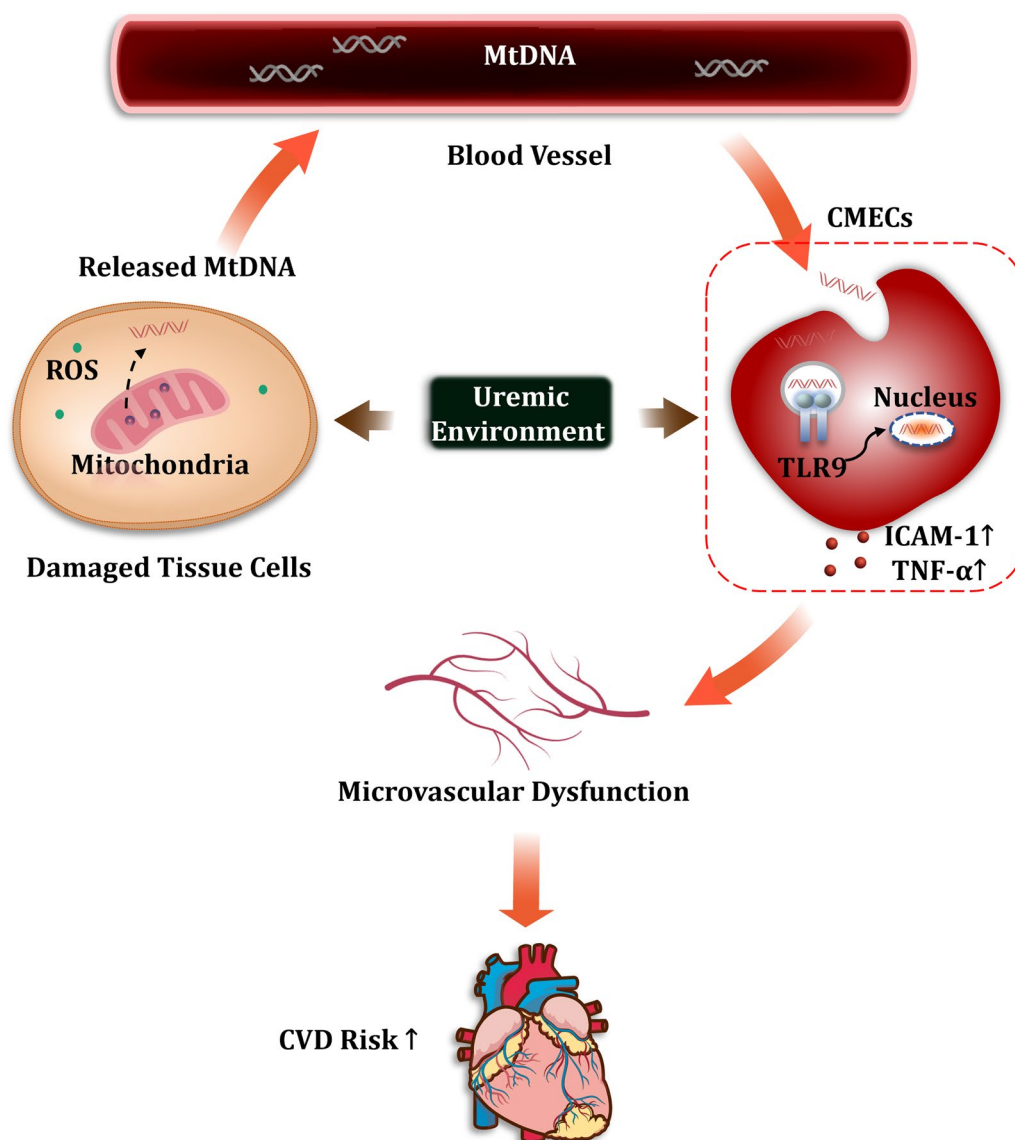 MtDNA
Blood Vessel
CMECs
Released MtDNA
ROS
Mitochondria
Damaged Tissue Cells
Uremic
Environment
Nucleus
TLR9
ICAM-1↑
TNF-α↑
Microvascular Dysfunction
CVD Risk ↑